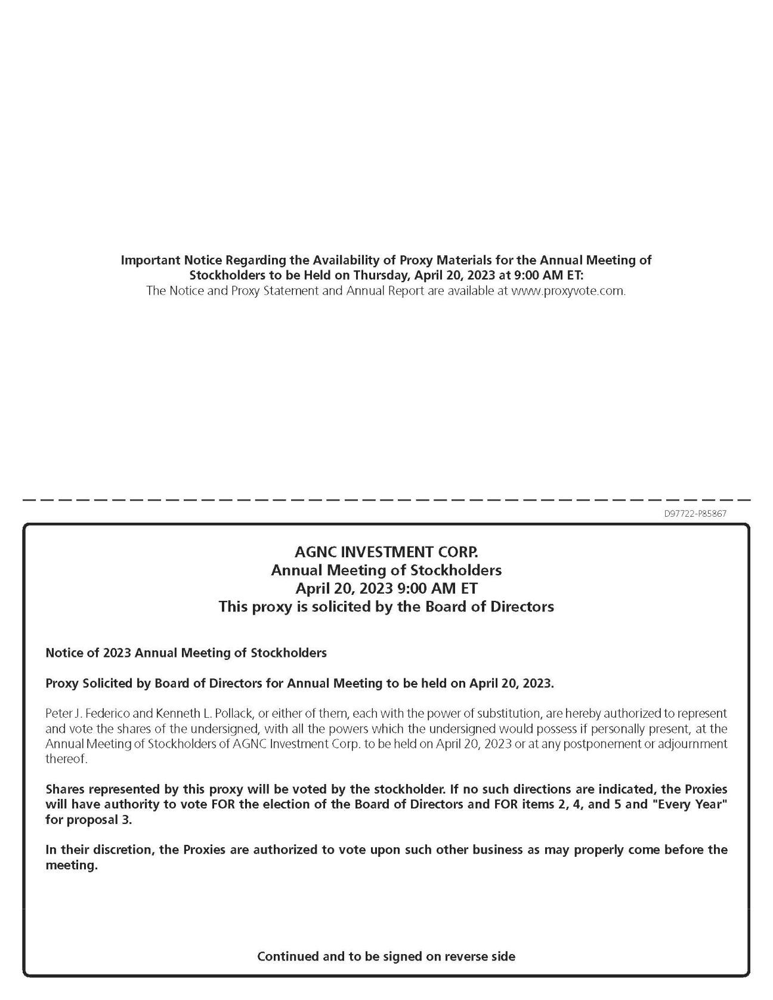 Important Notice Regarding the Availability of Proxy Materials for the Annual Meeting of
Stockholders to be Held on Thursday, April 20, 2023 at 9:00 AM ET:
The Notice and Proxy Statement and Annual Report are available at www.proxyvote.com.
D97722-P85867
AGNC INVESTMENT CORP.
Annual Meeting of Stockholders
April 20, 2023 9:00 AM ET
This proxy is solicited by the Board of Directors
Notice of 2023 Annual Meeting of Stockholders
Proxy Solicited by Board of Directors for Annual Meeting to be held on April 20, 2023.
Peter J. Federico and Kenneth L. Pollack, or either of them, each with the power of substitution, are hereby authorized to represent
and vote the shares of the undersigned, with all the powers which the undersigned would possess if personally present, at the
Annual Meeting of Stockholders of AGNC Investment Corp. to be held on April 20, 2023 or at any postponement or adjournment
thereof.
Shares represented by this proxy will be voted by the stockholder. If no such directions are indicated, the Proxies
will have authority to vote FOR the election of the Board of Directors and FOR items 2, 4, and 5 and "Every Year"
for proposal 3.
In their discretion, the Proxies are authorized to vote upon such other business as may properly come before the
meeting.
Continued and to be signed on reverse side